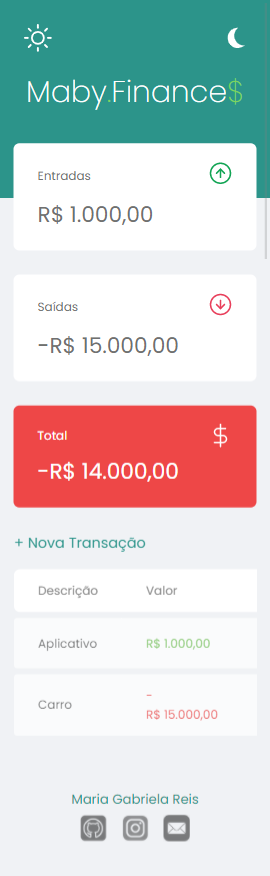 Maby.Finance$
Entradas
R$ 1.000,00
Saídas
-R$ 15.000,00
Total
$
-R$ 14.000,00
+ Nova Transação
Descrição Valor
Aplicativo R$ 1.000,00
Carro -
R$ 15.000,00
Maria Gabriela Reis